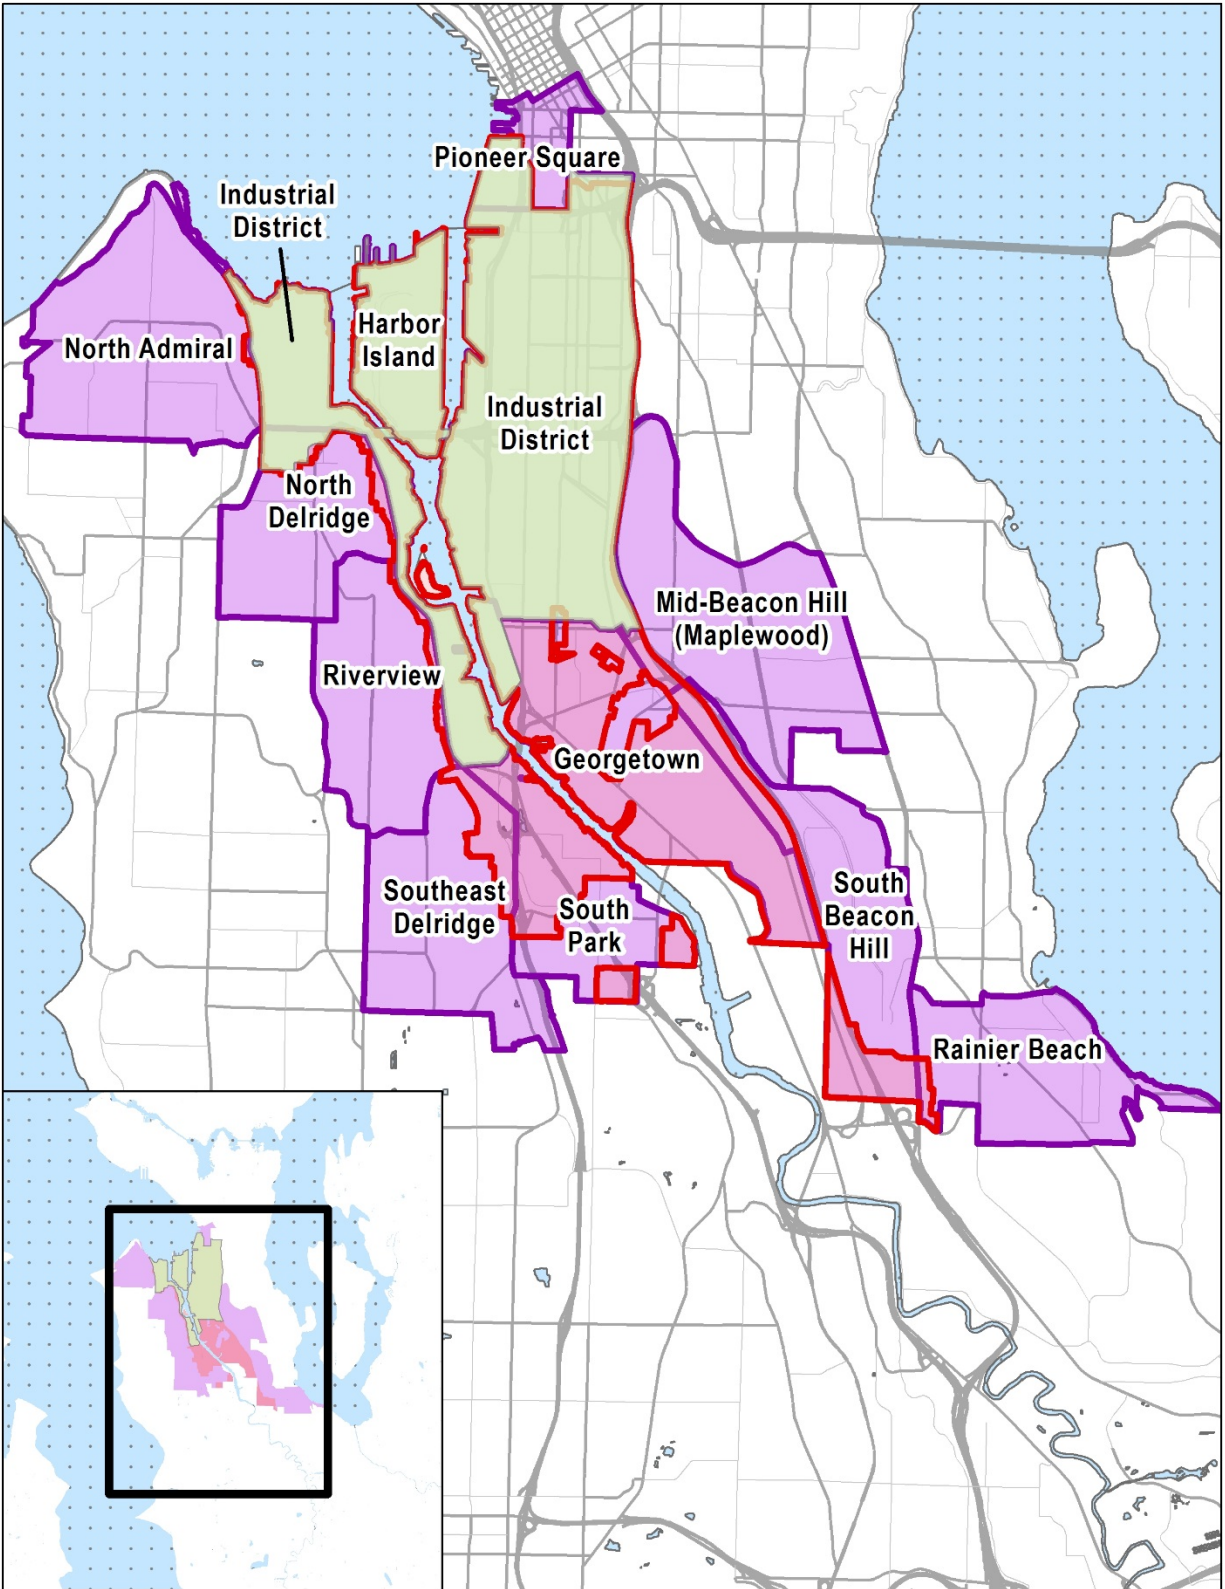 Pioneer Square
Industrial
District
North Admiral
Harbor
Island
Industrial
District
North
Delridge
Mid-Beacon Hill
(Maplewood)
Riverview
Georgetown
Southeast
Delridge
South
Park
South
Beacon
Hill
Rainier Beach